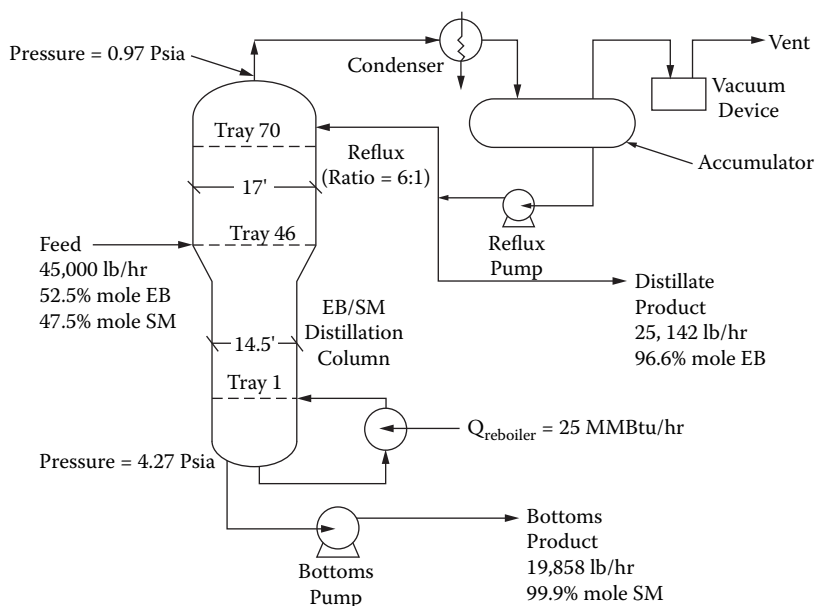 Pressure = 0.97 Psia
Condenser
Vent
Vacuum
Device
Accumulator
Tray 70
Reflux
(Ratio = 6:1)
17'
Reflux
Pump
Feed
45,000 lb/hr
52.5% mole EB
47.5% mole SM
Tray 46
Distillate
Product
25, 142 lb/hr
96.6% mole EB
EB/SM
Distillation
Column
14.5'
Tray 1
Qreboiler = 25 MMBtu/hr
Pressure = 4.27 Psia
Bottoms
Pump
Bottoms
Product
19,858 lb/hr
99.9% mole SM